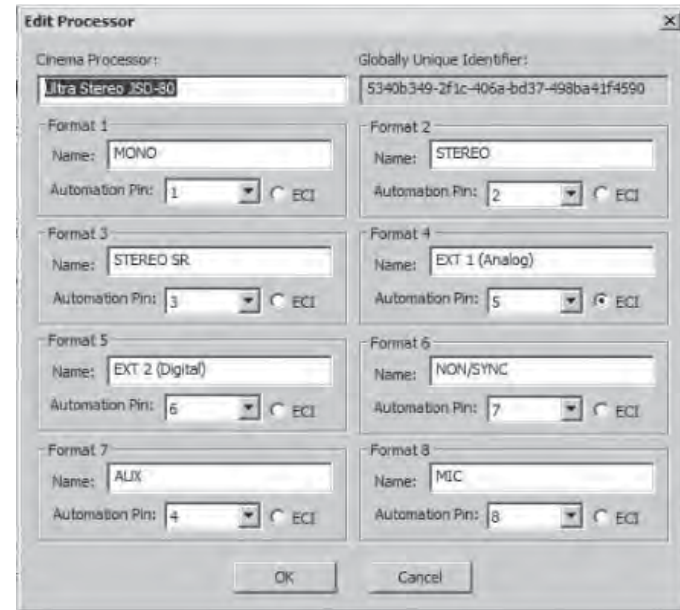 Edit Processor
Cinema Processor: Globally Unique Identifier:
Ultra Stereo JSD-80 5340b349-2f1c-406a-bd37-498ba41f4590
Format 1 Format 2
Name: MONO Name: STEREO
Automation Pin: 1 ECI Automation Pin: 2 ECI
Format 3 Format 4
Name: STEREO SR Name: EXT 1 (Analog)
Automation Pin: 3 ECI Automation Pin: 5 ECI
Format 5 Format 6
Name: EXT 2 (Digital) Name: NON/SYNC
Automation Pin: 6 ECI Automation Pin: 7 ECI
Format 7 Format 8
Name: AUX Name: MIC
Automation Pin: 4 ECI Automation Pin: 8 ECI
OK Cancel